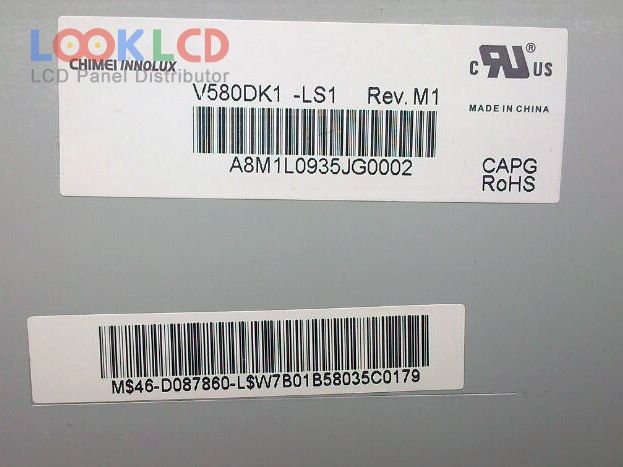 LOOKLCD
LCD Panel Distributor
CHIMEI INNOLUX
V580DK1 -LS1 Rev. M1
A8M1L0935JG0002
c RU ® US
MADE IN CHINA
CAPG
RoHS
M$46-D087860-L$W7B01B58035C0179